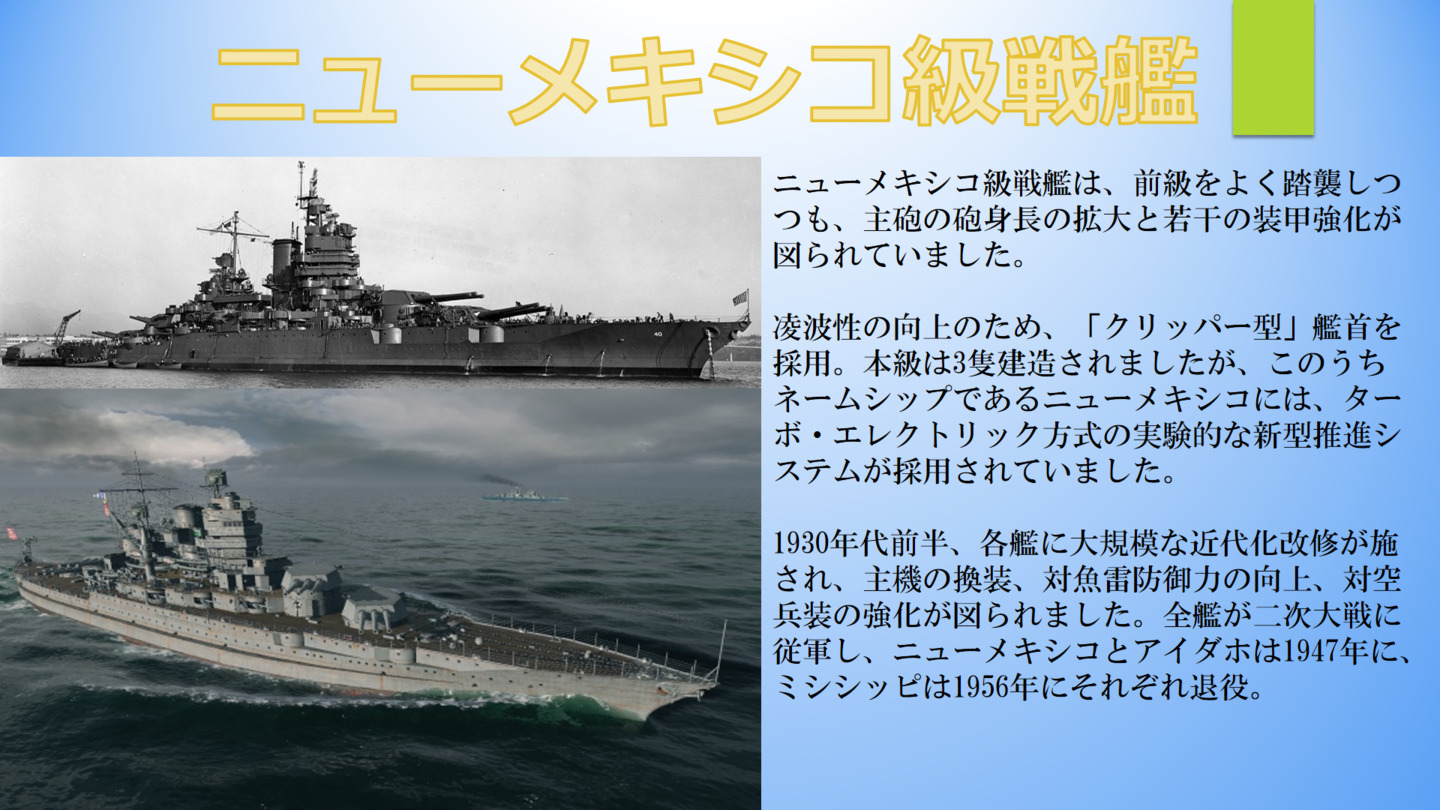 ニューメキシコ級戦艦
ニューメキシコ級戦艦は、前級をよく踏襲しつ
つも、主砲の砲身長の拡大と若干の装甲強化が
図られていました。
凌波性の向上のため、「クリッパー型」艦首を
採用。本級は3隻建造されましたが、このうち
ネームシップであるニューメキシコには、ター
ボ・エレクトリック方式の実験的な新型推進シ
ステムが採用されていました。
1930年代前半、各艦に大規模な近代化改修が施
され、主機の換装、対魚雷防御力の向上、対空
兵装の強化が図られました。全艦が二次大戦に
従軍し、ニューメキシコとアイダホは1947年に、
ミシシッピは1956年にそれぞれ退役。
40